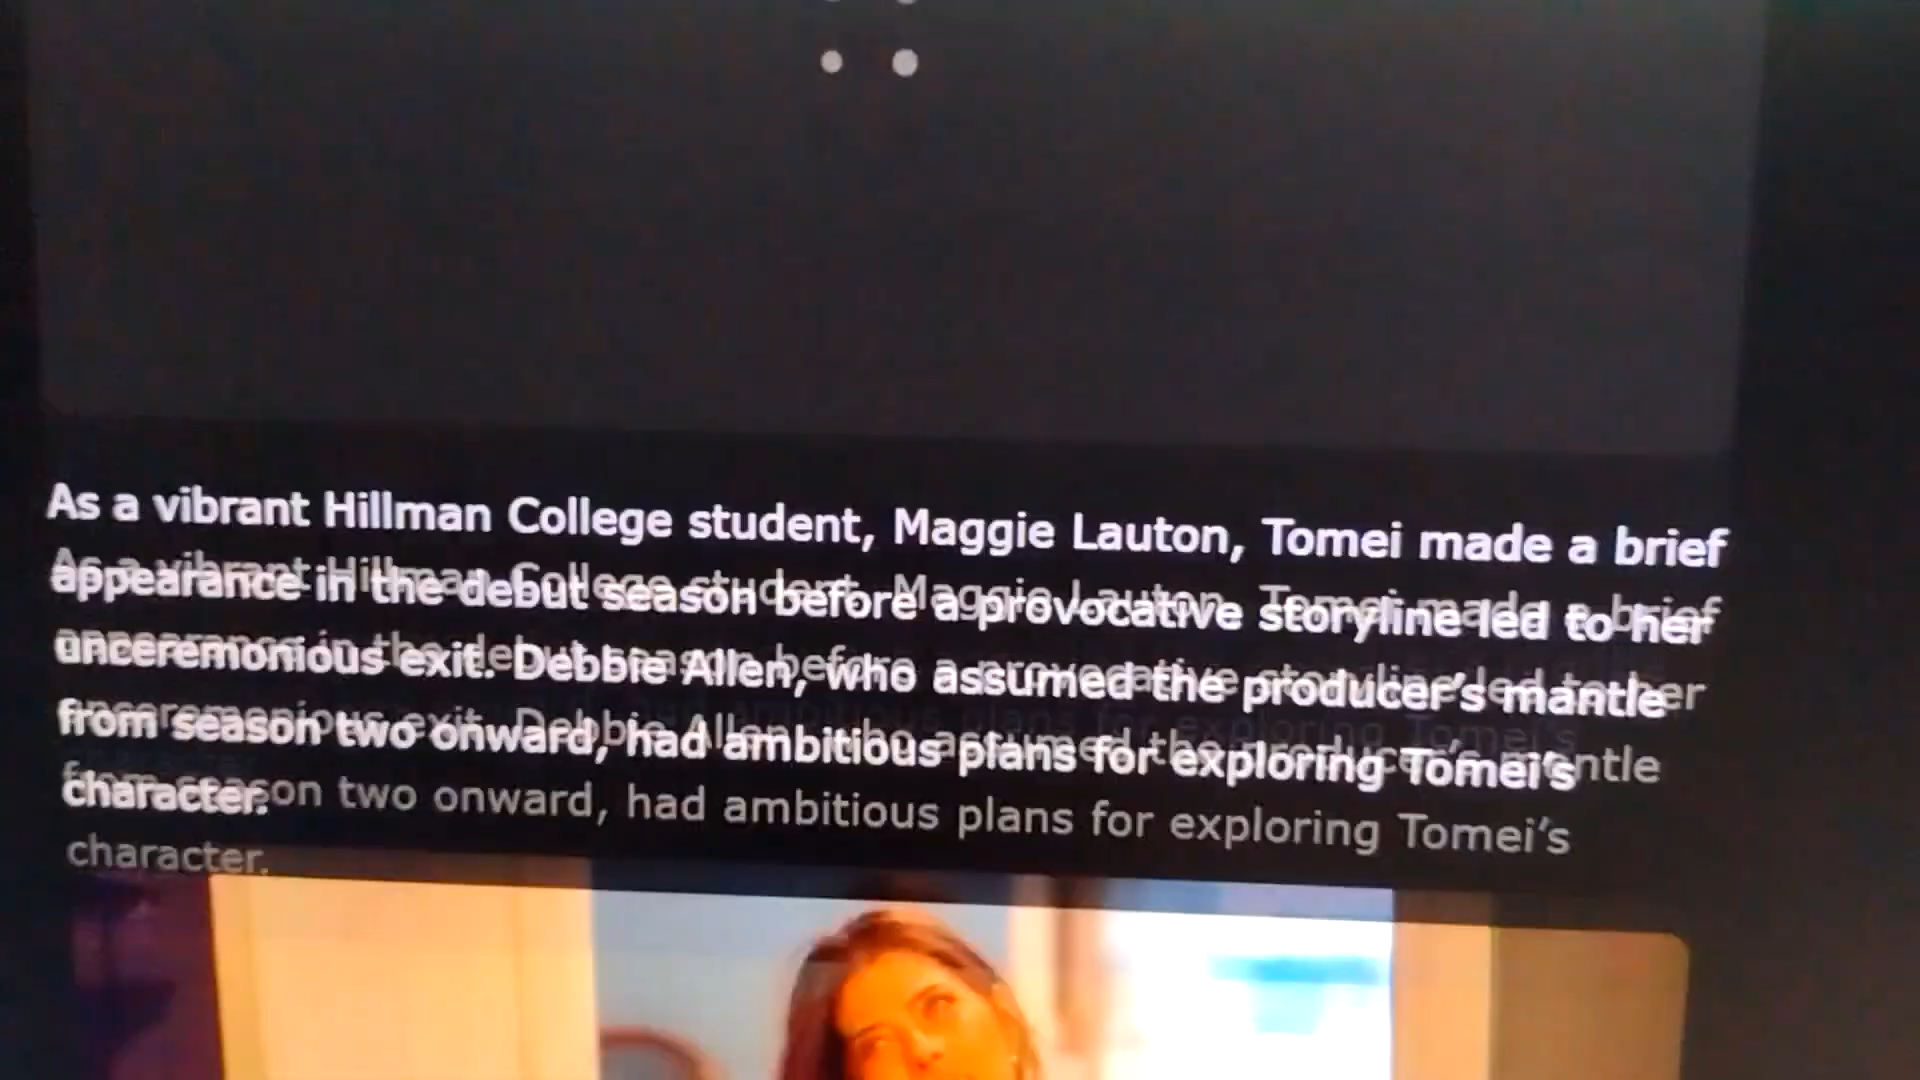 As a vibrant Hillman College student, Maggie Lauton, Tomei made a brief
appearance in the debut season before a provocative storyline led to her
unceremonious exit. Debbie Allen, who assumed the producer’s mantle
from season two onward, had ambitious plans for exploring Tomei’s
character.